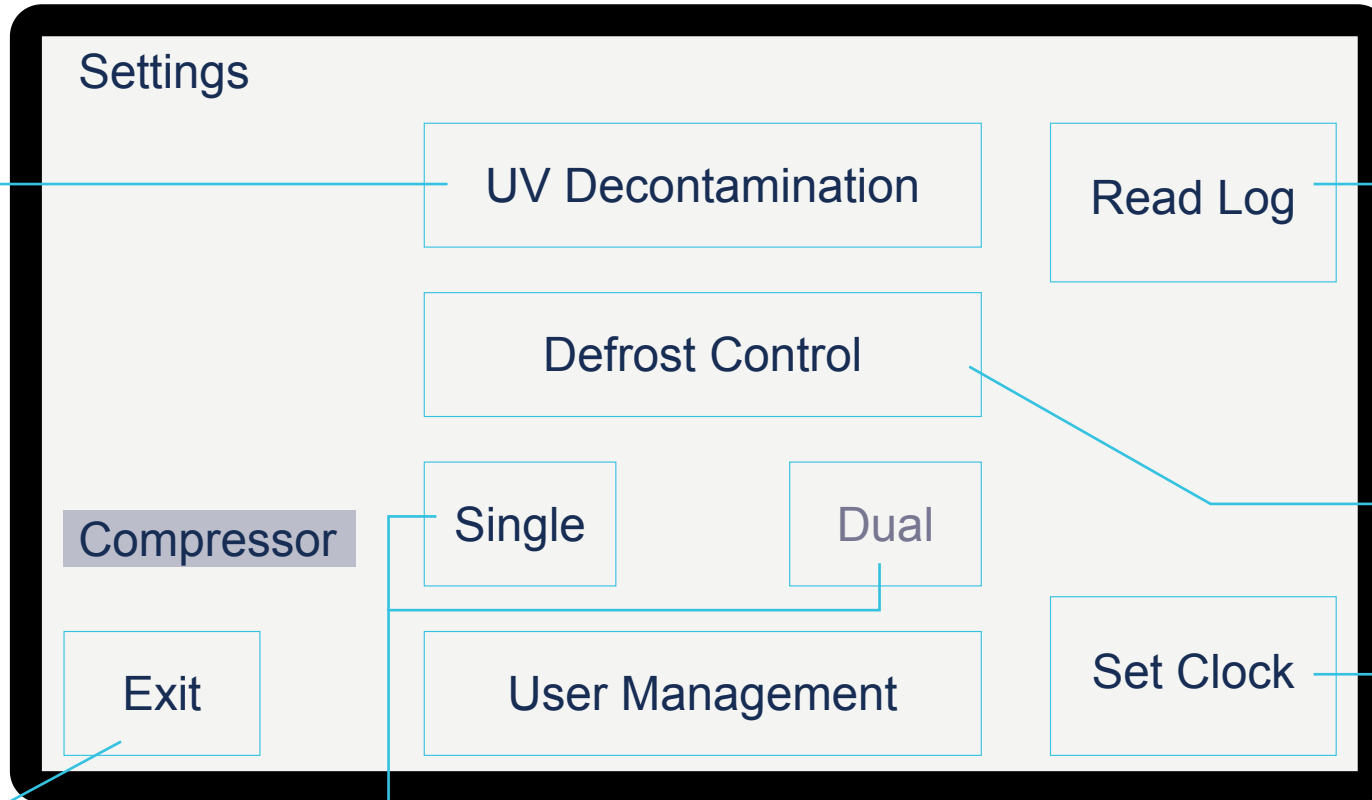 Settings
UV Decontamination
Read Log
Defrost Control
Compressor
Single
Dual
Exit
User Management
Set Clock